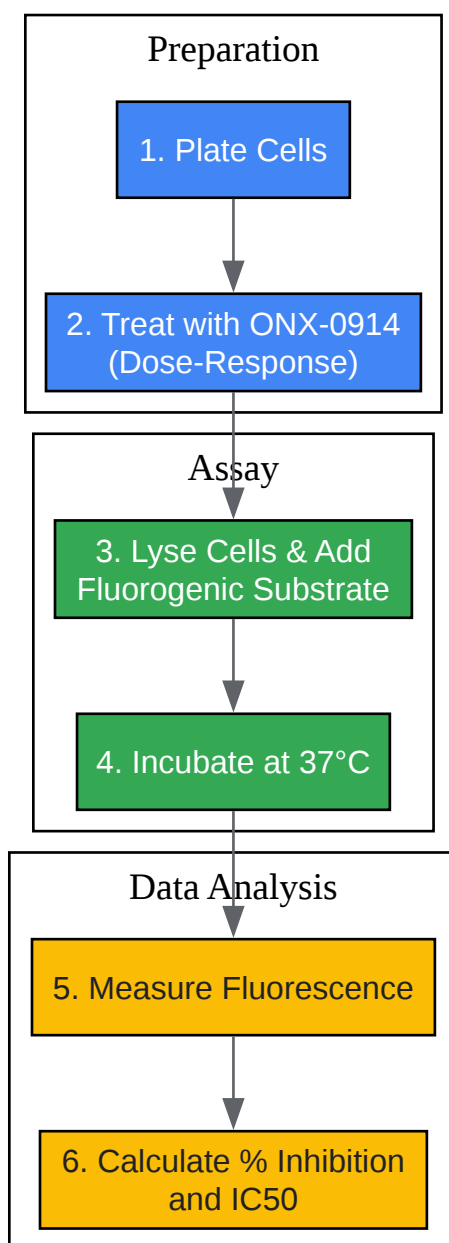 Preparation
1. Plate Cells
2. Treat with ONX-0914
(Dose-Response)
Assay
3. Lyse Cells & Add
Fluorogenic Substrate
4. Incubate at 37°C
Data Analysis
5. Measure Fluorescence
6. Calculate % Inhibition
and IC50